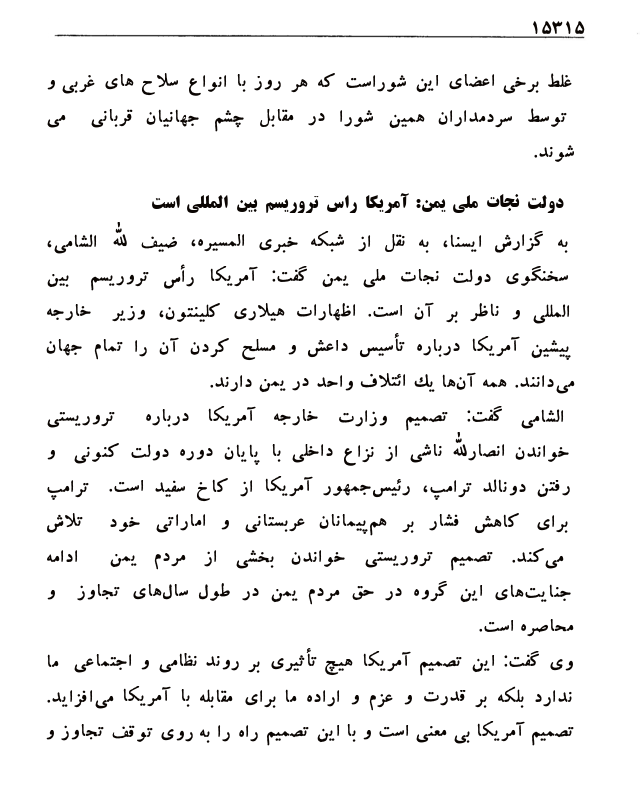 ۱۵۳۱۵
غلط برخی اعضای این شوراست که هر روز با انواع سلاح های غربی و
توسط سردمداران همین شورا در مقابل چشم جهانیان قربانی می
شوند.
دولت نجات ملی یمن: آمریکا راس تروریسم بین المللی است
به گزارش ایسنا، به نقل از شبکه خبری المسیره، ضیف الله الشامی،
سخنگوی دولت نجات ملی یمن گفت: آمریکا رأس تروریسم بین
المللی و ناظر بر آن است. اظهارات هیلاری کلینتون، وزیر خارجه
پیشین آمریکا درباره تأسیس داعش و مسلح کردن آن را تمام جهان
می‌دانند. همه آن‌ها یك ائتلاف واحد در یمن دارند.
الشامی گفت: تصمیم وزارت خارجه آمریکا درباره تروریستی
خواندن انصارالله ناشی از نزاع داخلی با پایان دوره دولت کنونی و
رفتن دونالد ترامپ، رئیس‌جمهور آمریکا از کاخ سفید است. ترامپ
برای کاهش فشار بر هم‌پیمانان عربستانی و اماراتی خود تلاش
می‌کند. تصمیم تروریستی خواندن بخشی از مردم یمن ادامه
جنایت‌های این گروه در حق مردم یمن در طول سال‌های تجاوز و
محاصره است.
وی گفت: این تصمیم آمریکا هیچ تأثیری بر روند نظامی و اجتماعی ما
ندارد بلکه بر قدرت و عزم و اراده ما برای مقابله با آمریکا می‌افزاید.
تصمیم آمریکا بی معنی است و با این تصمیم راه را به روی توقف تجاوز و